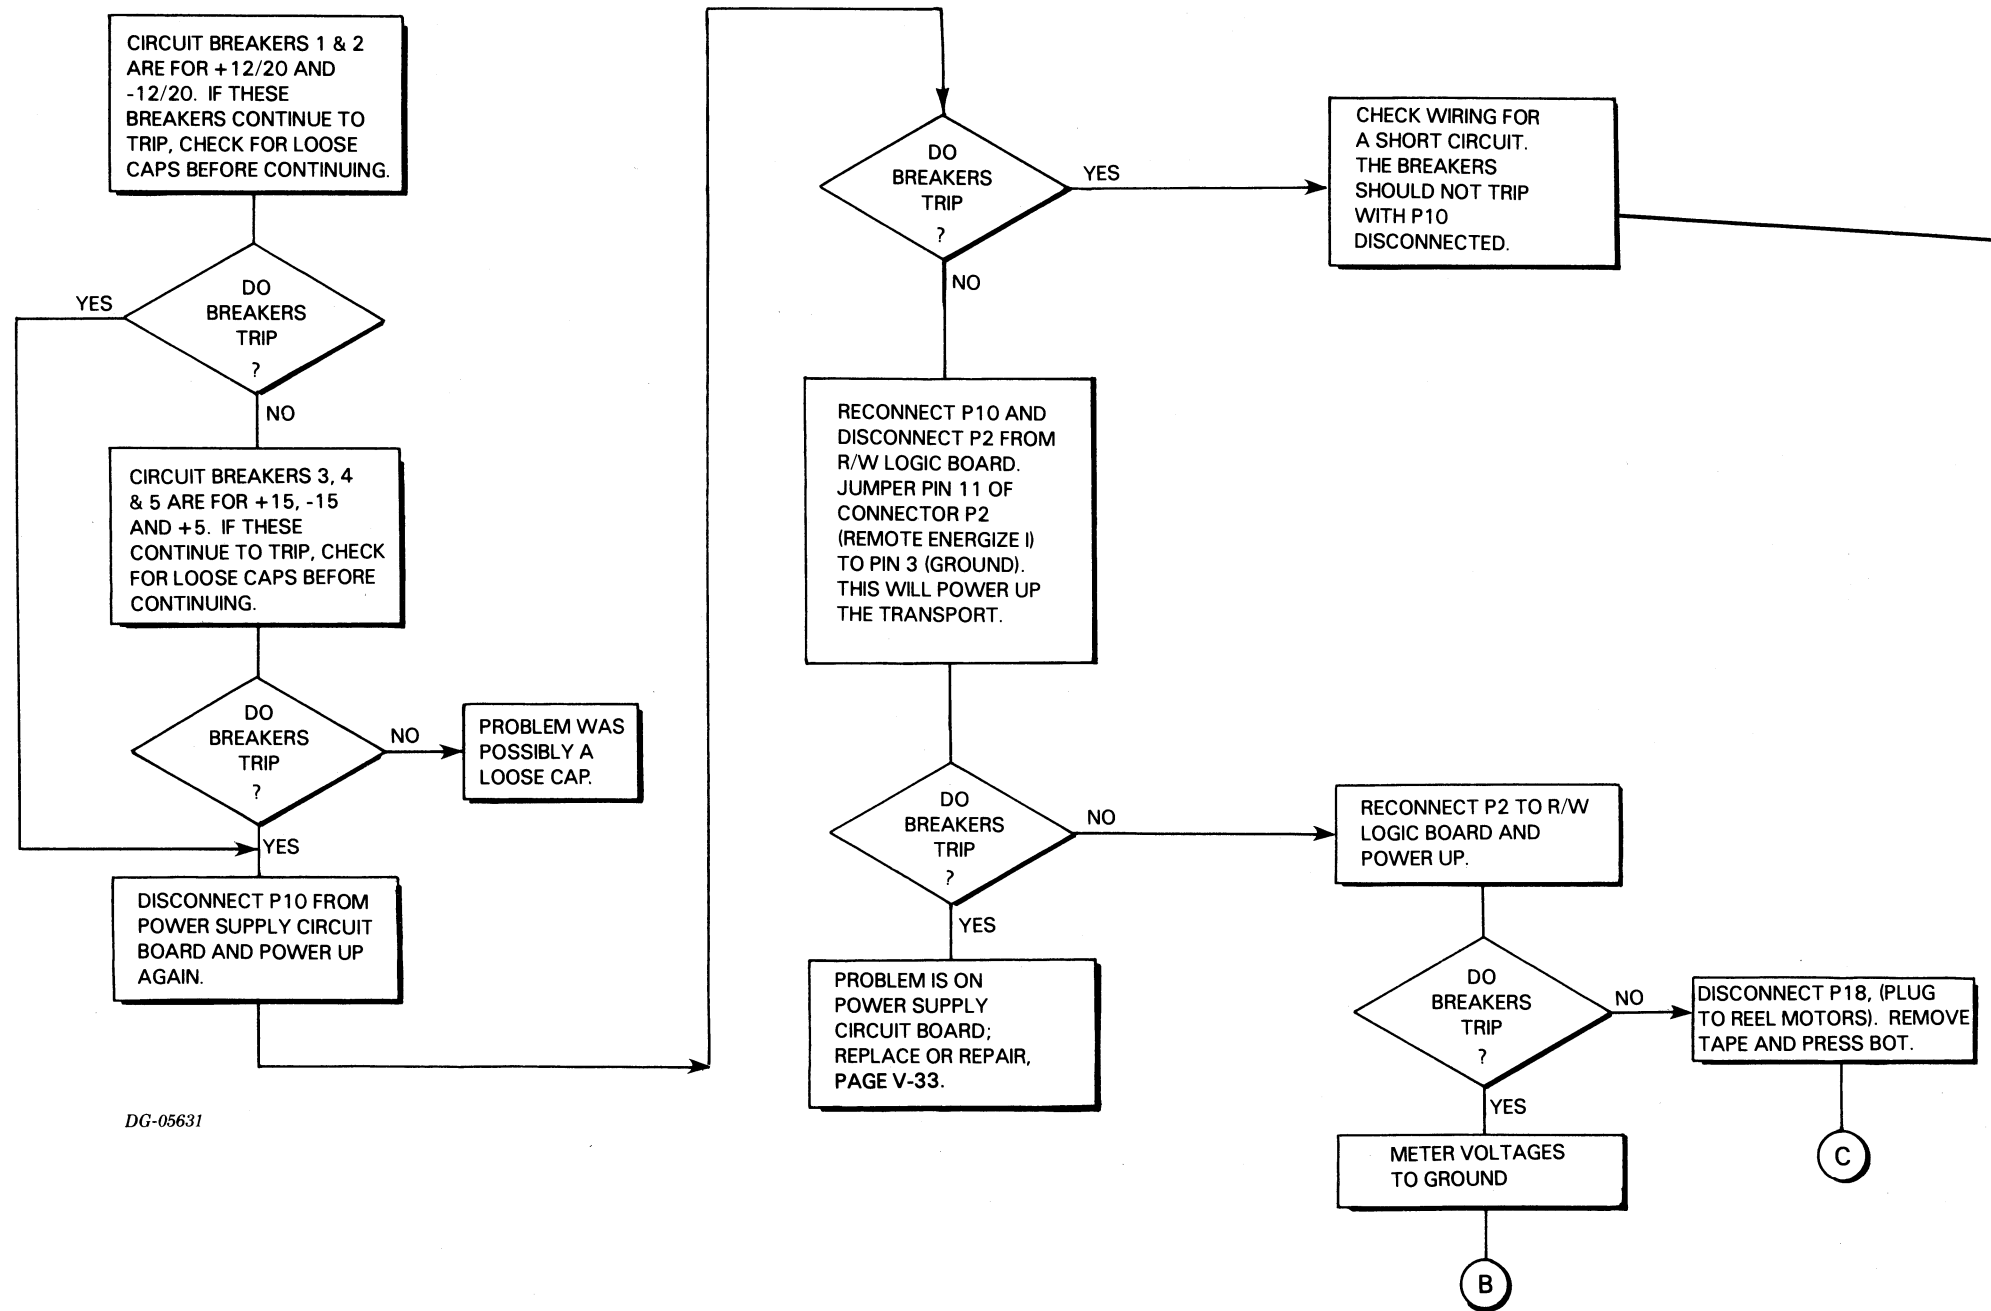 CIRCUIT BREAKERS 1 & 2
ARE FOR +12/20 AND
-12/20. IF THESE
BREAKERS CONTINUE TO
TRIP, CHECK FOR LOOSE
CAPS BEFORE CONTINUING.
DO
BREAKERS
TRIP
?
YES
NO
CIRCUIT BREAKERS 3, 4
& 5 ARE FOR +15, -15
AND +5. IF THESE
CONTINUE TO TRIP, CHECK
FOR LOOSE CAPS BEFORE
CONTINUING.
DO
BREAKERS
TRIP
?
NO
PROBLEM WAS
POSSIBLY A
LOOSE CAP.
YES
DISCONNECT P10 FROM
POWER SUPPLY CIRCUIT
BOARD AND POWER UP
AGAIN.
DO
BREAKERS
TRIP
?
YES
CHECK WIRING FOR
A SHORT CIRCUIT.
THE BREAKERS
SHOULD NOT TRIP
WITH P10
DISCONNECTED.
NO
RECONNECT P10 AND
DISCONNECT P2 FROM
R/W LOGIC BOARD.
JUMPER PIN 11 OF
CONNECTOR P2
(REMOTE ENERGIZE I)
TO PIN 3 (GROUND).
THIS WILL POWER UP
THE TRANSPORT.
DO
BREAKERS
TRIP
?
NO
RECONNECT P2 TO R/W
LOGIC BOARD AND
POWER UP.
YES
PROBLEM IS ON
POWER SUPPLY
CIRCUIT BOARD;
REPLACE OR REPAIR,
PAGE V-33.
DO
BREAKERS
TRIP
?
NO
DISCONNECT P18, (PLUG
TO REEL MOTORS). REMOVE
TAPE AND PRESS BOT.
C
YES
METER VOLTAGES
TO GROUND
B
DG-05631